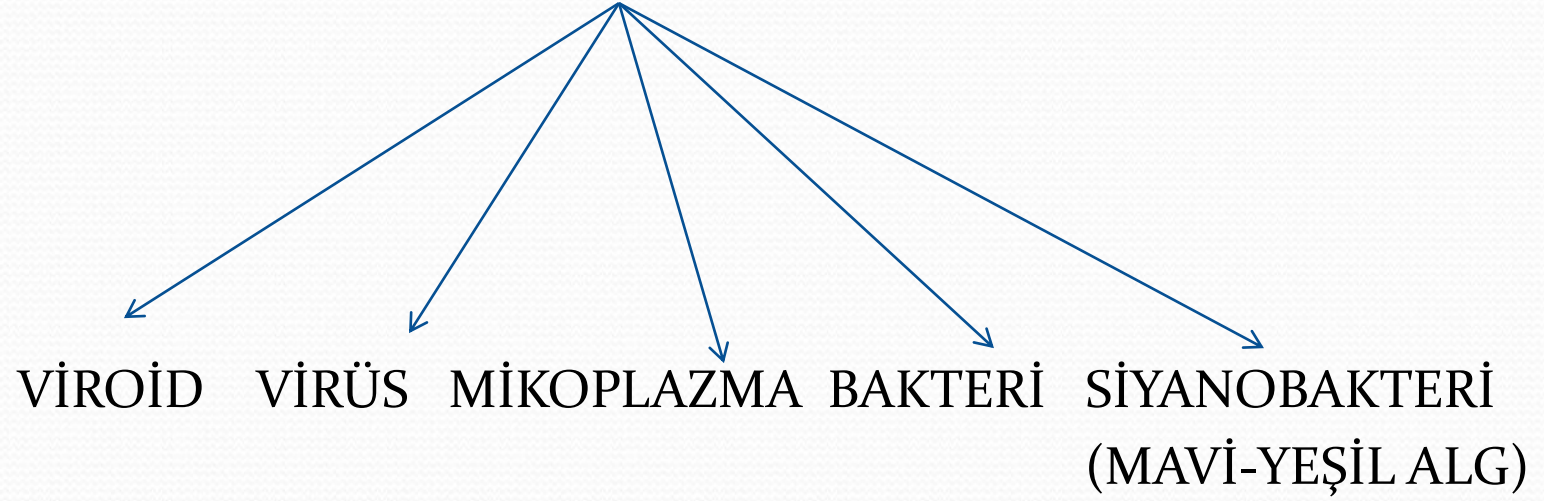 VİROİD VİRÜS MİKOPLAZMA BAKTERİ SİYANOBAKTERİ
(MAVİ-YEŞİL ALG)